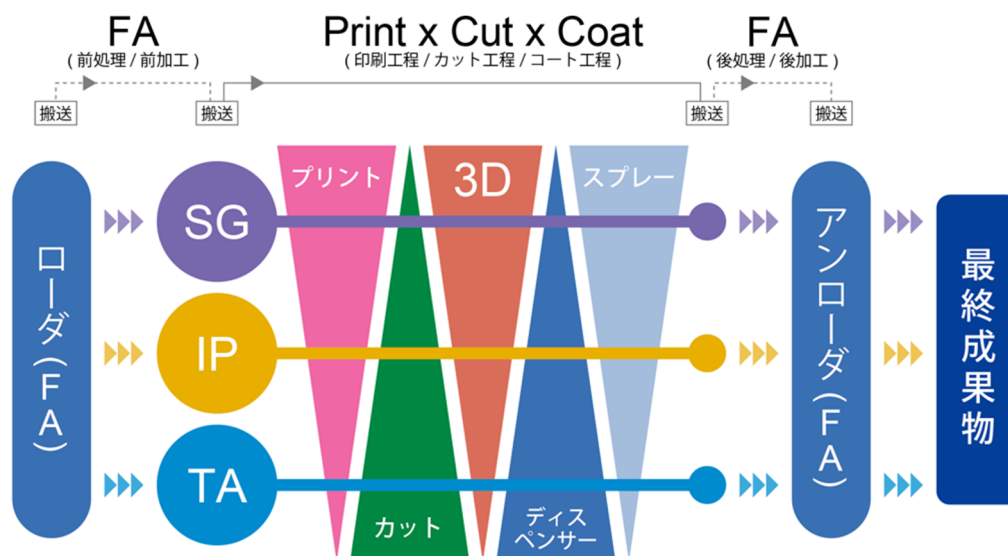 FA
(前処理/前加工)
Print x Cut x Coat
(印刷工程/カット工程/コート工程)
FA
(後処理/後加工)
搬送
搬送
搬送
搬送
プリント
3D
スプレー
SG
IP
TA
カット
ディス
ペンサー
ローダ(FA)
アンローダ(FA)
最終成果物